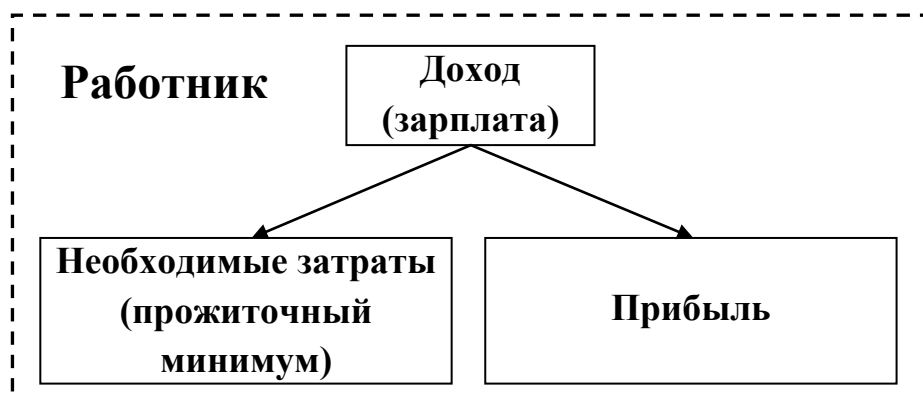 Работник
Доход
(зарплата)
Необходимые затраты
(прожиточный
минимум)
Прибыль